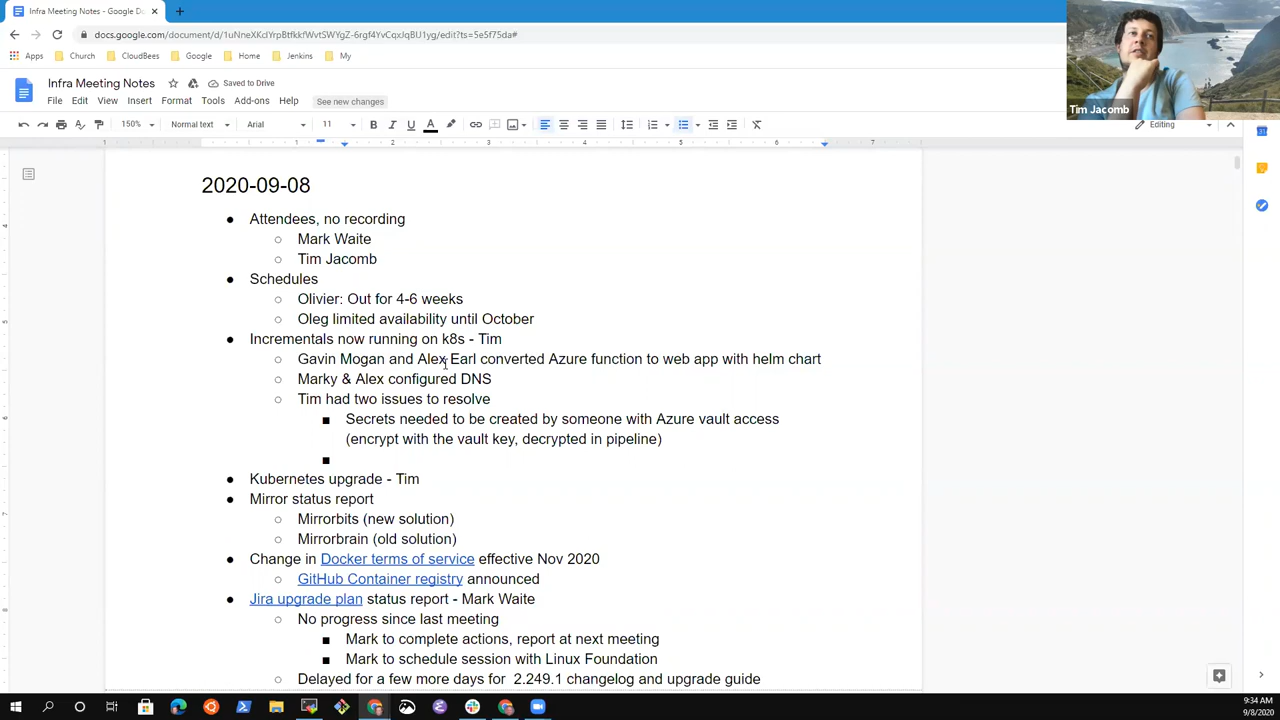 Infra Meeting Notes - Google Do
docs.google.com/document/d/1uNneXKclYrpBtfkkfWvtSWYgZ-6rgf4YvCqxJqBU1yg/edit?ts=5e5f75da#
Apps Church CloudBees Google Home Jenkins My
Infra Meeting Notes Saved to Drive
File Edit View Insert Format Tools Add-ons Help See new changes
Tim Jacomb
150% Normal text Arial 11 B I U A Editing
1 1 2 3 4 5 6 7
2020-09-08
● Attendees, no recording
○ Mark Waite
○ Tim Jacomb
● Schedules
○ Olivier: Out for 4-6 weeks
○ Oleg limited availability until October
● Incrementals now running on k8s - Tim
○ Gavin Mogan and Alex Earl converted Azure function to web app with helm chart
○ Marky & Alex configured DNS
○ Tim had two issues to resolve
■ Secrets needed to be created by someone with Azure vault access
(encrypt with the vault key, decrypted in pipeline)
■
● Kubernetes upgrade - Tim
● Mirror status report
○ Mirrorbits (new solution)
○ Mirrorbrain (old solution)
● Change in Docker terms of service effective Nov 2020
○ GitHub Container registry announced
● Jira upgrade plan status report - Mark Waite
○ No progress since last meeting
■ Mark to complete actions, report at next meeting
■ Mark to schedule session with Linux Foundation
○ Delayed for a few more days for 2.249.1 changelog and upgrade guide
9:34 AM
9/8/2020